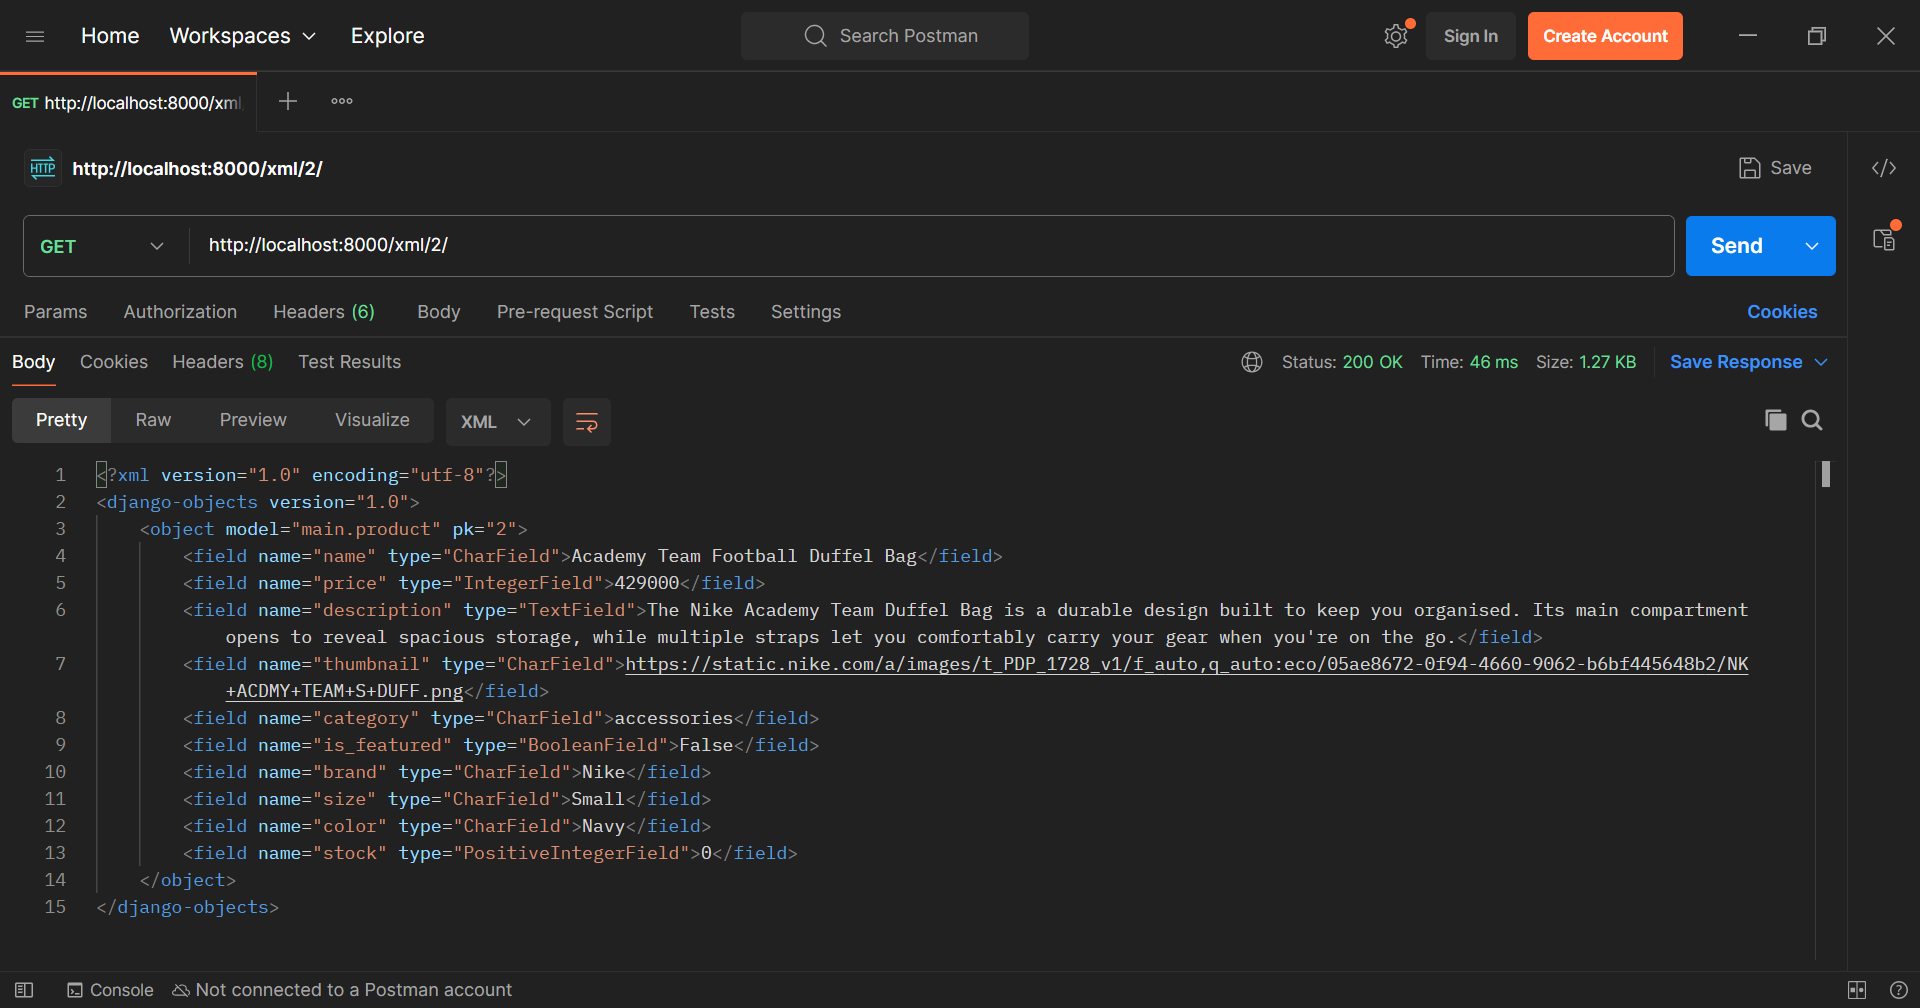 Home Workspaces Explore Search Postman Sign In Create Account
GET http://localhost:8000/xml
HTTP http://localhost:8000/xml/2/ Save
GET http://localhost:8000/xml/2/ Send
Params Authorization Headers (6) Body Pre-request Script Tests Settings Cookies
Body Cookies Headers (8) Test Results Status: 200 OK Time: 46 ms Size: 1.27 KB Save Response
Pretty Raw Preview Visualize XML
1 <?xml version="1.0" encoding="utf-8"?>
2 <django-objects version="1.0">
3 <object model="main.product" pk="2">
4 <field name="name" type="CharField">Academy Team Football Duffel Bag</field>
5 <field name="price" type="IntegerField">429000</field>
6 <field name="description" type="TextField">The Nike Academy Team Duffel Bag is a durable design built to keep you organised. Its main compartment
opens to reveal spacious storage, while multiple straps let you comfortably carry your gear when you're on the go.</field>
7 <field name="thumbnail" type="CharField">https://static.nike.com/a/images/t_PDP_1728_v1/f_auto,q_auto:eco/05ae8672-0f94-4660-9062-b6bf445648b2/NK
+ACDMY+TEAM+S+DUFF.png</field>
8 <field name="category" type="CharField">accessories</field>
9 <field name="is_featured" type="BooleanField">False</field>
10 <field name="brand" type="CharField">Nike</field>
11 <field name="size" type="CharField">Small</field>
12 <field name="color" type="CharField">Navy</field>
13 <field name="stock" type="PositiveIntegerField">0</field>
14 </object>
15 </django-objects>
Console Not connected to a Postman account